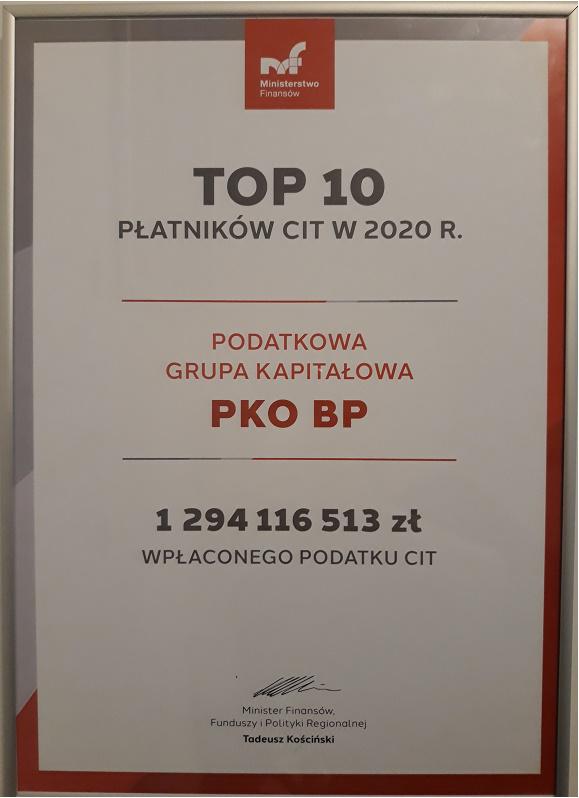 Ministerstwo
Finansów
TOP 10
PŁATNIKÓW CIT W 2020 R.
PODATKOWA
GRUPA KAPITAŁOWA
PKO BP
1 294 116 513 zł
WPŁACONEGO PODATKU CIT
Minister Finansów,
Funduszy i Polityki Regionalnej
Tadeusz Kościński